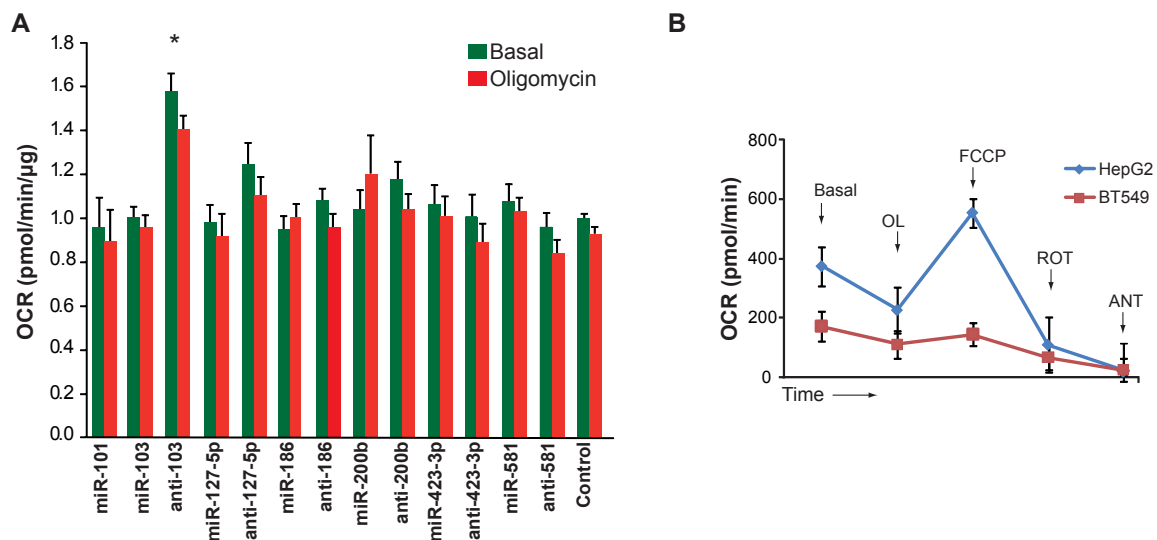 A
OCR (pmol/min/µg)
1.8
1.6
1.4
1.2
1.0
0.8
0.6
0.4
0.2
0.0
*
Basal
Oligomycin
miR-101
miR-103
anti-103
miR-127-5p
anti-127-5p
miR-186
anti-186
miR-200b
anti-200b
miR-423-3p
anti-423-3p
miR-581
anti-581
Control
B
OCR (pmol/min)
800
600
400
200
0
Basal
OL
FCCP
ROT
ANT
HepG2
BT549
Time